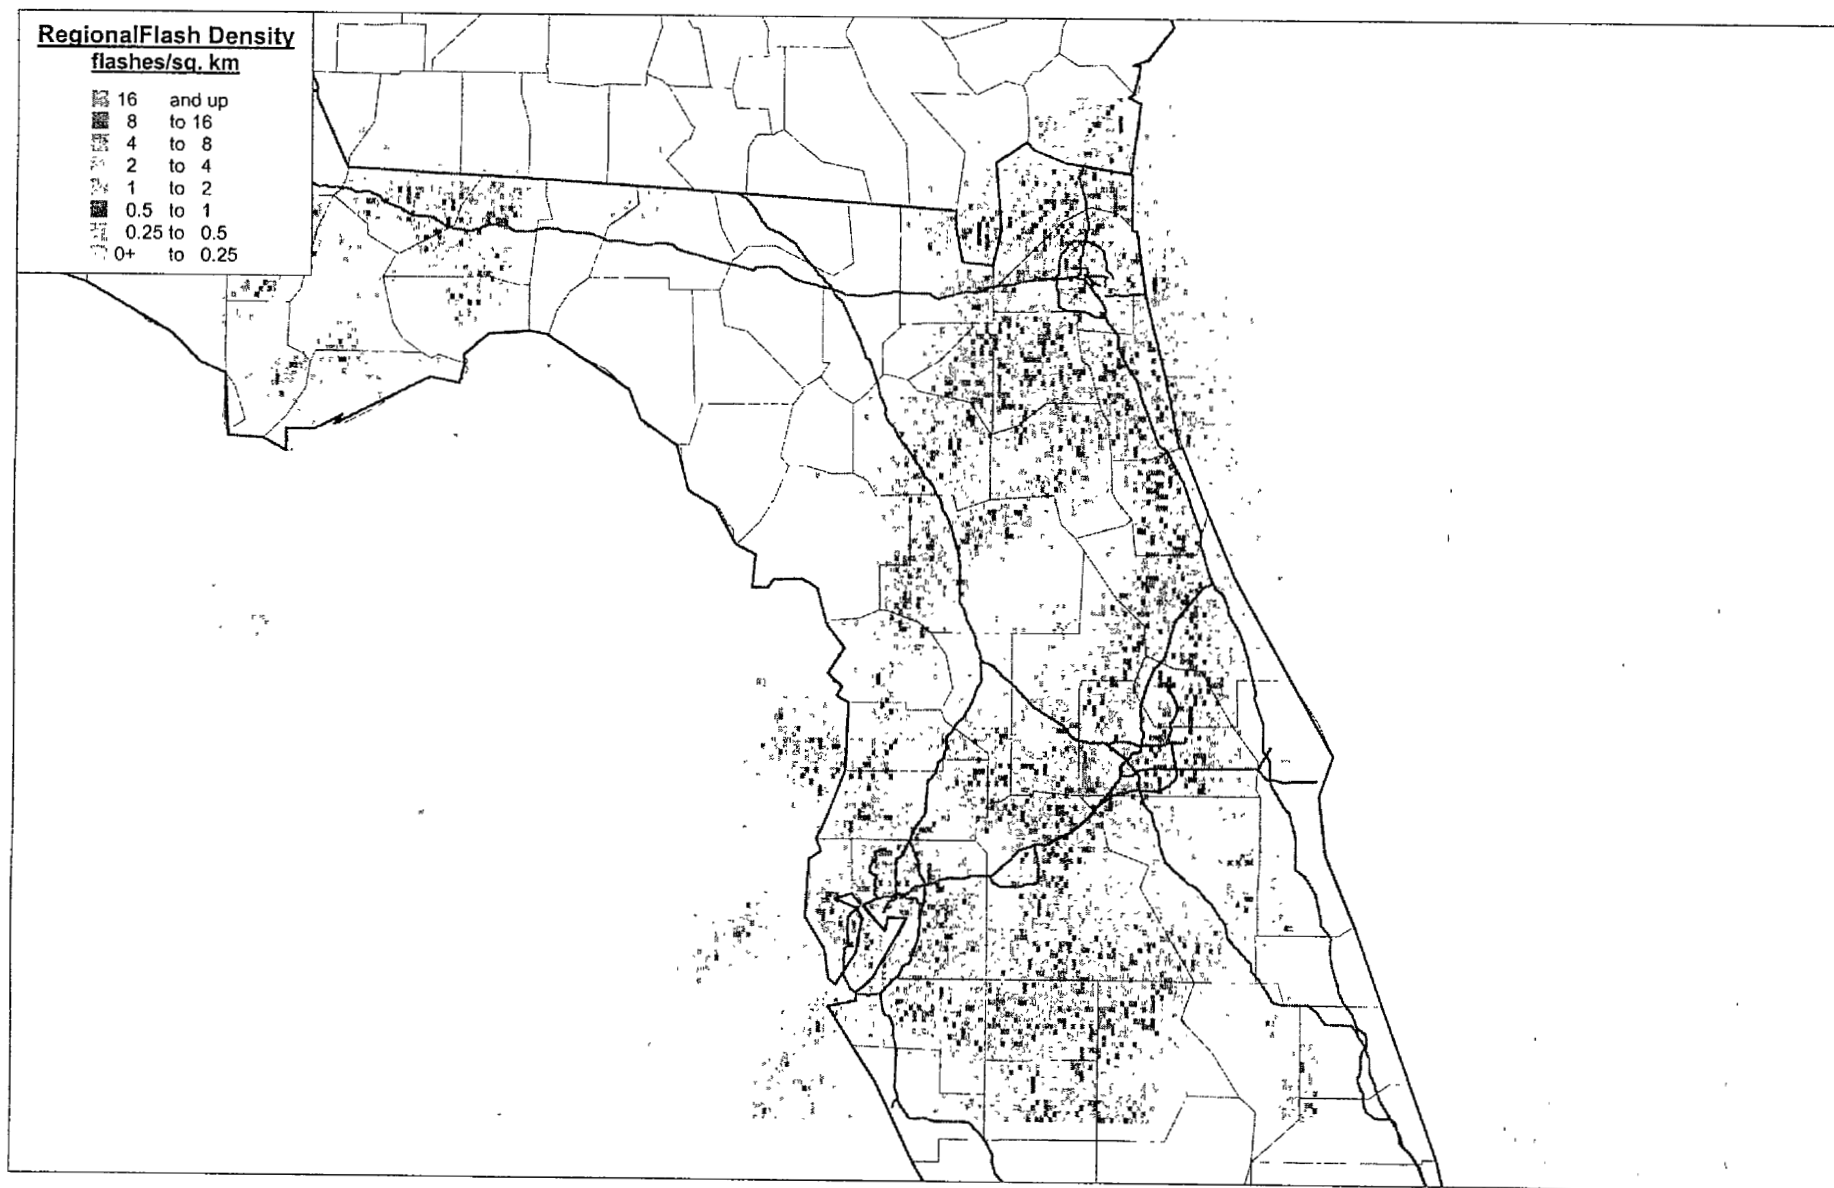 RegionalFlash Density
flashes/sq. km
16 and up
8 to 16
4 to 8
2 to 4
1 to 2
0.5 to 1
0.25 to 0.5
0+ to 0.25